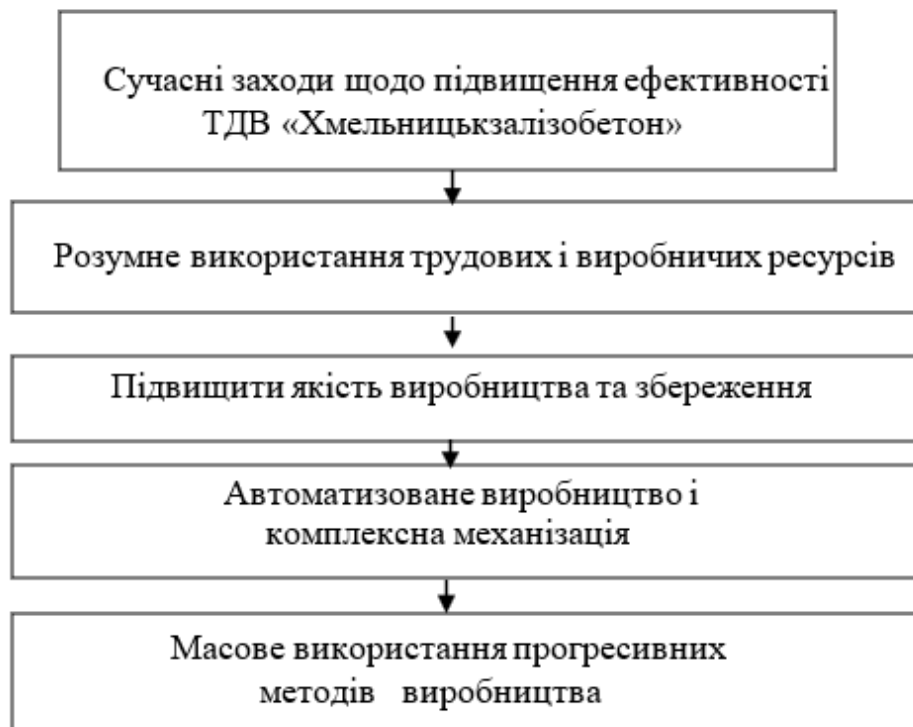 Сучасні заходи щодо підвищення ефективності
ТДВ «Хмельницькзалізобетон»
Розумне використання трудових і виробничих ресурсів
Підвищити якість виробництва та збереження
Автоматизоване виробництво і
комплексна механізація
Масове використання прогресивних
методів виробництва